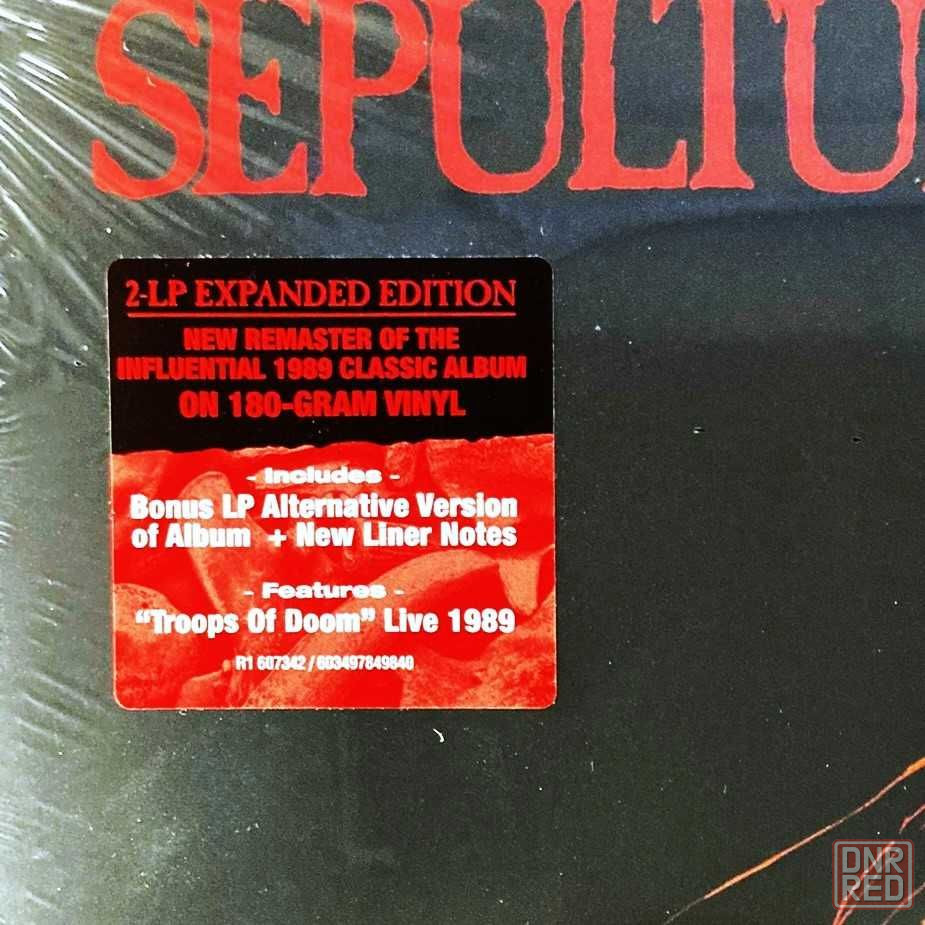 SEPULTU
2-LP EXPANDED EDITION
NEW REMASTER OF THE
INFLUENTIAL 1989 CLASSIC ALBUM
ON 180-GRAM VINYL
- Includes -
Bonus LP Alternative Version
of Album + New Liner Notes
- Features -
“Troops Of Doom” Live 1989
R1 607342 / 603497849840
DNR
RED